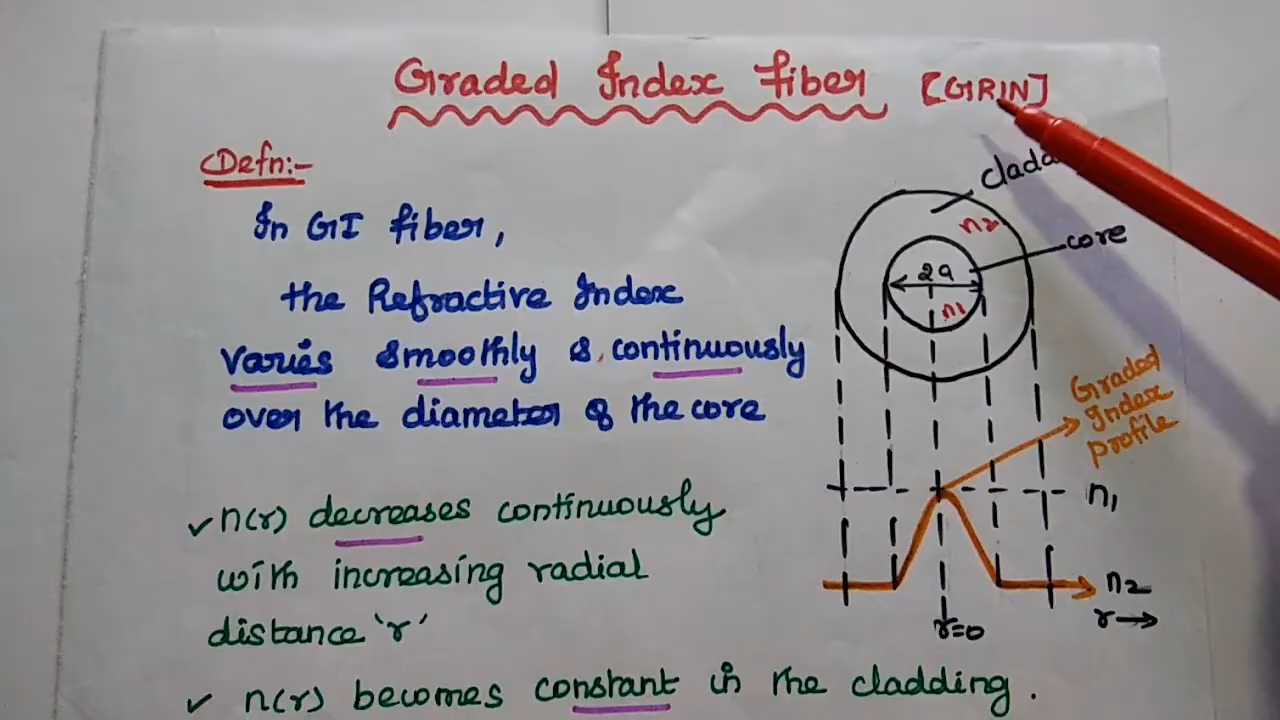 Graded Index Fiber [GRIN]
Defn:-
In GI fiber,
the Refractive Index
varies smoothly & continuously
over the diameter of the core
✓ n(r) decreases continuously
with increasing radial
distance 'r'
✓ n(r) becomes constant in the cladding.
n2
core
2a
n1
Graded
Index
profile
n1
n2
r=0
r →